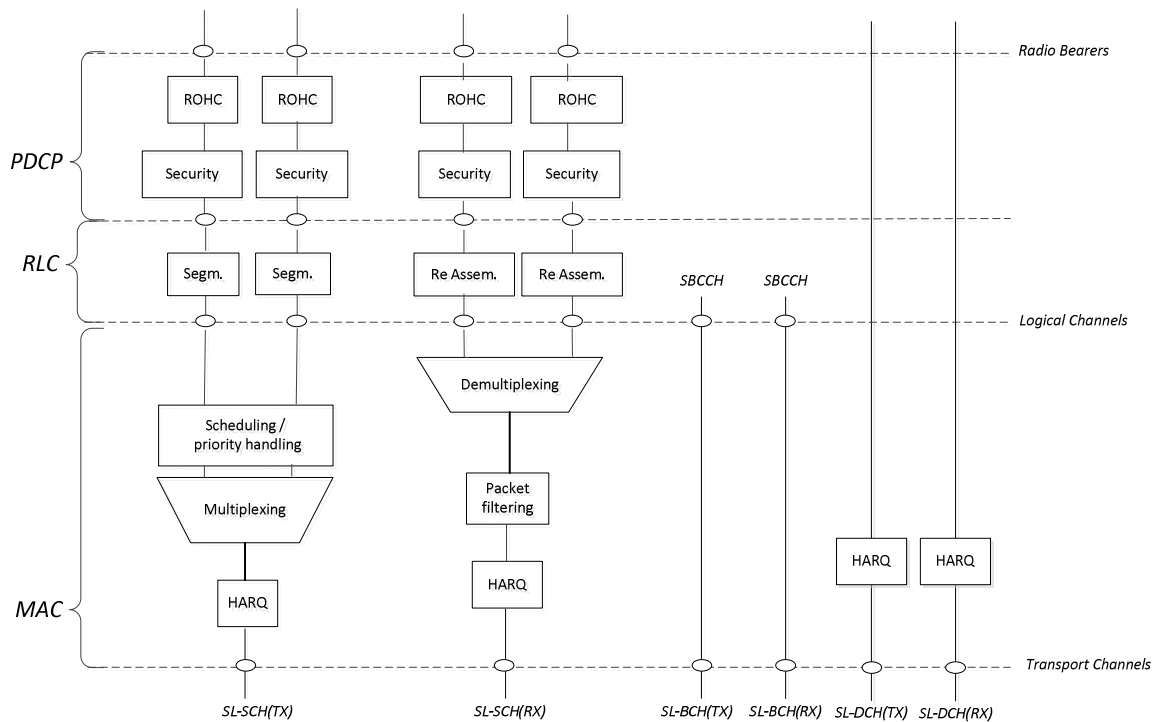 Radio Bearers
ROHC ROHC ROHC ROHC
PDCP
Security Security Security Security
RLC
Segm. Segm. Re Assem. Re Assem.
SBCCH SBCCH
Logical Channels
Demultiplexing
Scheduling /
priority handling
Packet
filtering
Multiplexing
HARQ HARQ
HARQ
HARQ
MAC
Transport Channels
SL-SCH(TX) SL-SCH(RX) SL-BCH(TX) SL-BCH(RX) SL-DCH(TX) SL-DCH(RX)